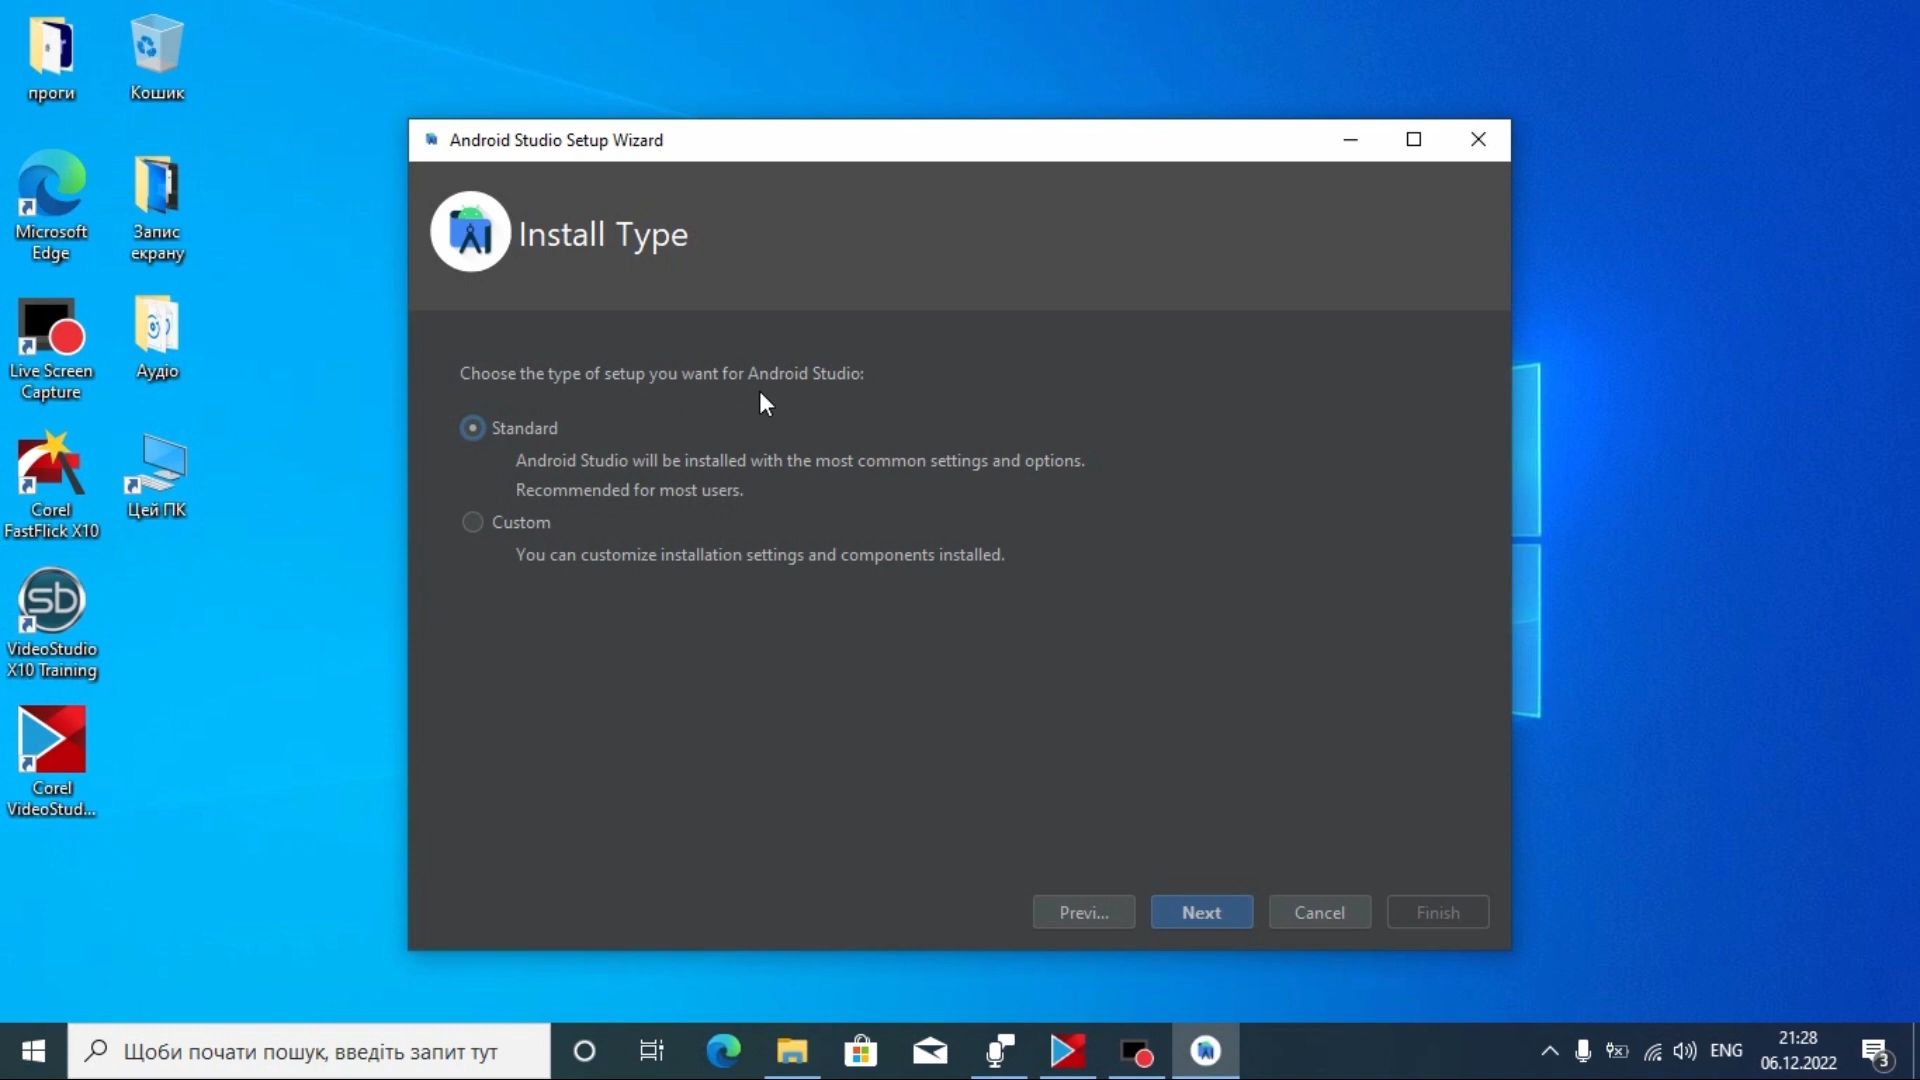 проги
Кошик
Microsoft
Edge
Запис
екрану
Live Screen
Capture
Аудіо
Corel
FastFlick X10
Цей ПК
VideoStudio
X10 Training
Corel
VideoStud...
Android Studio Setup Wizard
Install Type
Choose the type of setup you want for Android Studio:
Standard
Android Studio will be installed with the most common settings and options.
Recommended for most users.
Custom
You can customize installation settings and components installed.
Previ...
Next
Cancel
Finish
Щоби почати пошук, введіть запит тут
ENG
21:28
06.12.2022
3